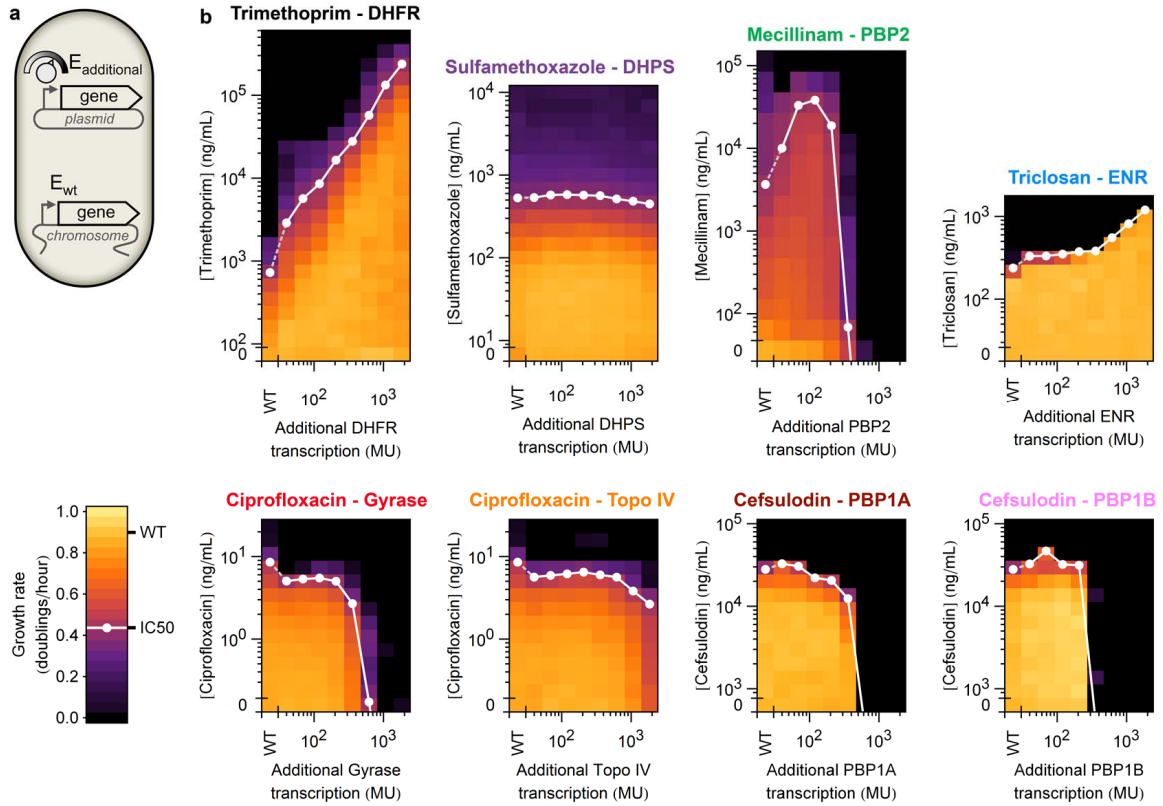 a
E additional
gene
plasmid
E wt
gene
chromosome
b
Trimethoprim - DHFR
[Trimethoprim] (ng/mL)
10^5
10^4
10^3
10^2
0
WT
10^2
10^3
Additional DHFR
transcription (MU)
Sulfamethoxazole - DHPS
[Sulfamethoxazole] (ng/mL)
10^4
10^3
10^2
10^1
0
WT
10^2
10^3
Additional DHPS
transcription (MU)
Mecillinam - PBP2
[Mecillinam] (ng/mL)
10^5
10^4
10^2
0
WT
10^2
10^3
Additional PBP2
transcription (MU)
Triclosan - ENR
[Triclosan] (ng/mL)
10^3
10^2
0
WT
10^2
10^3
Additional ENR
transcription (MU)
Growth rate
(doublings/hour)
1.0
0.8
0.6
0.4
0.2
0.0
WT
IC50
Ciprofloxacin - Gyrase
[Ciprofloxacin] (ng/mL)
10^1
10^0
0
WT
10^2
10^3
Additional Gyrase
transcription (MU)
Ciprofloxacin - Topo IV
[Ciprofloxacin] (ng/mL)
10^1
10^0
0
WT
10^2
10^3
Additional Topo IV
transcription (MU)
Cefsulodin - PBP1A
[Cefsulodin] (ng/mL)
10^5
10^4
10^3
0
WT
10^2
10^3
Additional PBP1A
transcription (MU)
Cefsulodin - PBP1B
[Cefsulodin] (ng/mL)
10^5
10^4
10^3
0
WT
10^2
10^3
Additional PBP1B
transcription (MU)